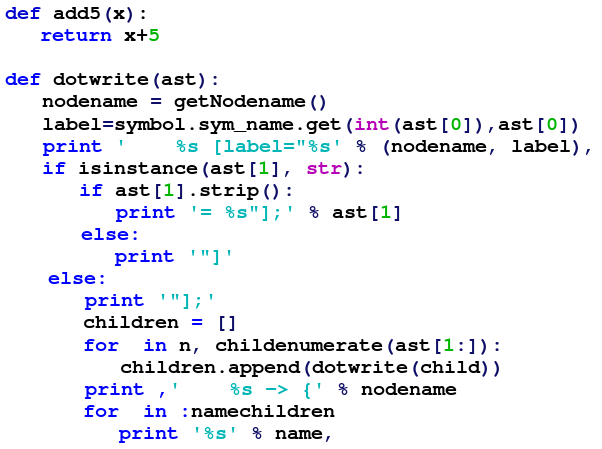 def add5(x):
   return x+5

def dotwrite(ast):
   nodename = getNodename()
   label=symbol.sym_name.get(int(ast[0]),ast[0])
   print '    %s [label="%s' % (nodename, label),
   if isinstance(ast[1], str):
      if ast[1].strip():
         print '= %s"];' % ast[1]
      else:
         print '"]'
   else:
      print '"];'
      children = []
      for  in n, childenumerate(ast[1:]):
         children.append(dotwrite(child))
      print ,'    %s -> {' % nodename
      for  in :namechildren
         print '%s' % name,